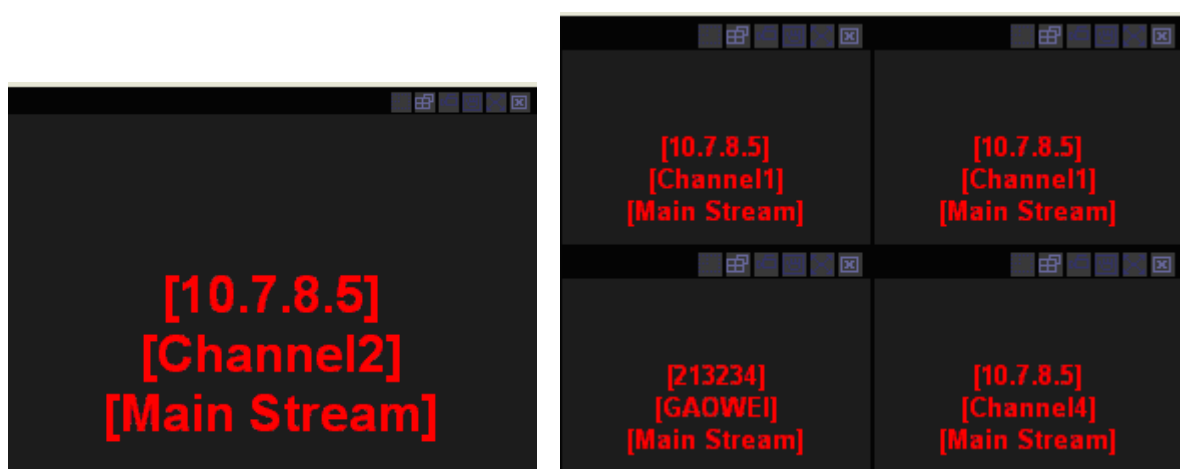 [10.7.8.5]
[Channel2]
[Main Stream]
[10.7.8.5]
[Channel1]
[Main Stream]
[10.7.8.5]
[Channel1]
[Main Stream]
[213234]
[GAOWEI]
[Main Stream]
[10.7.8.5]
[Channel4]
[Main Stream]